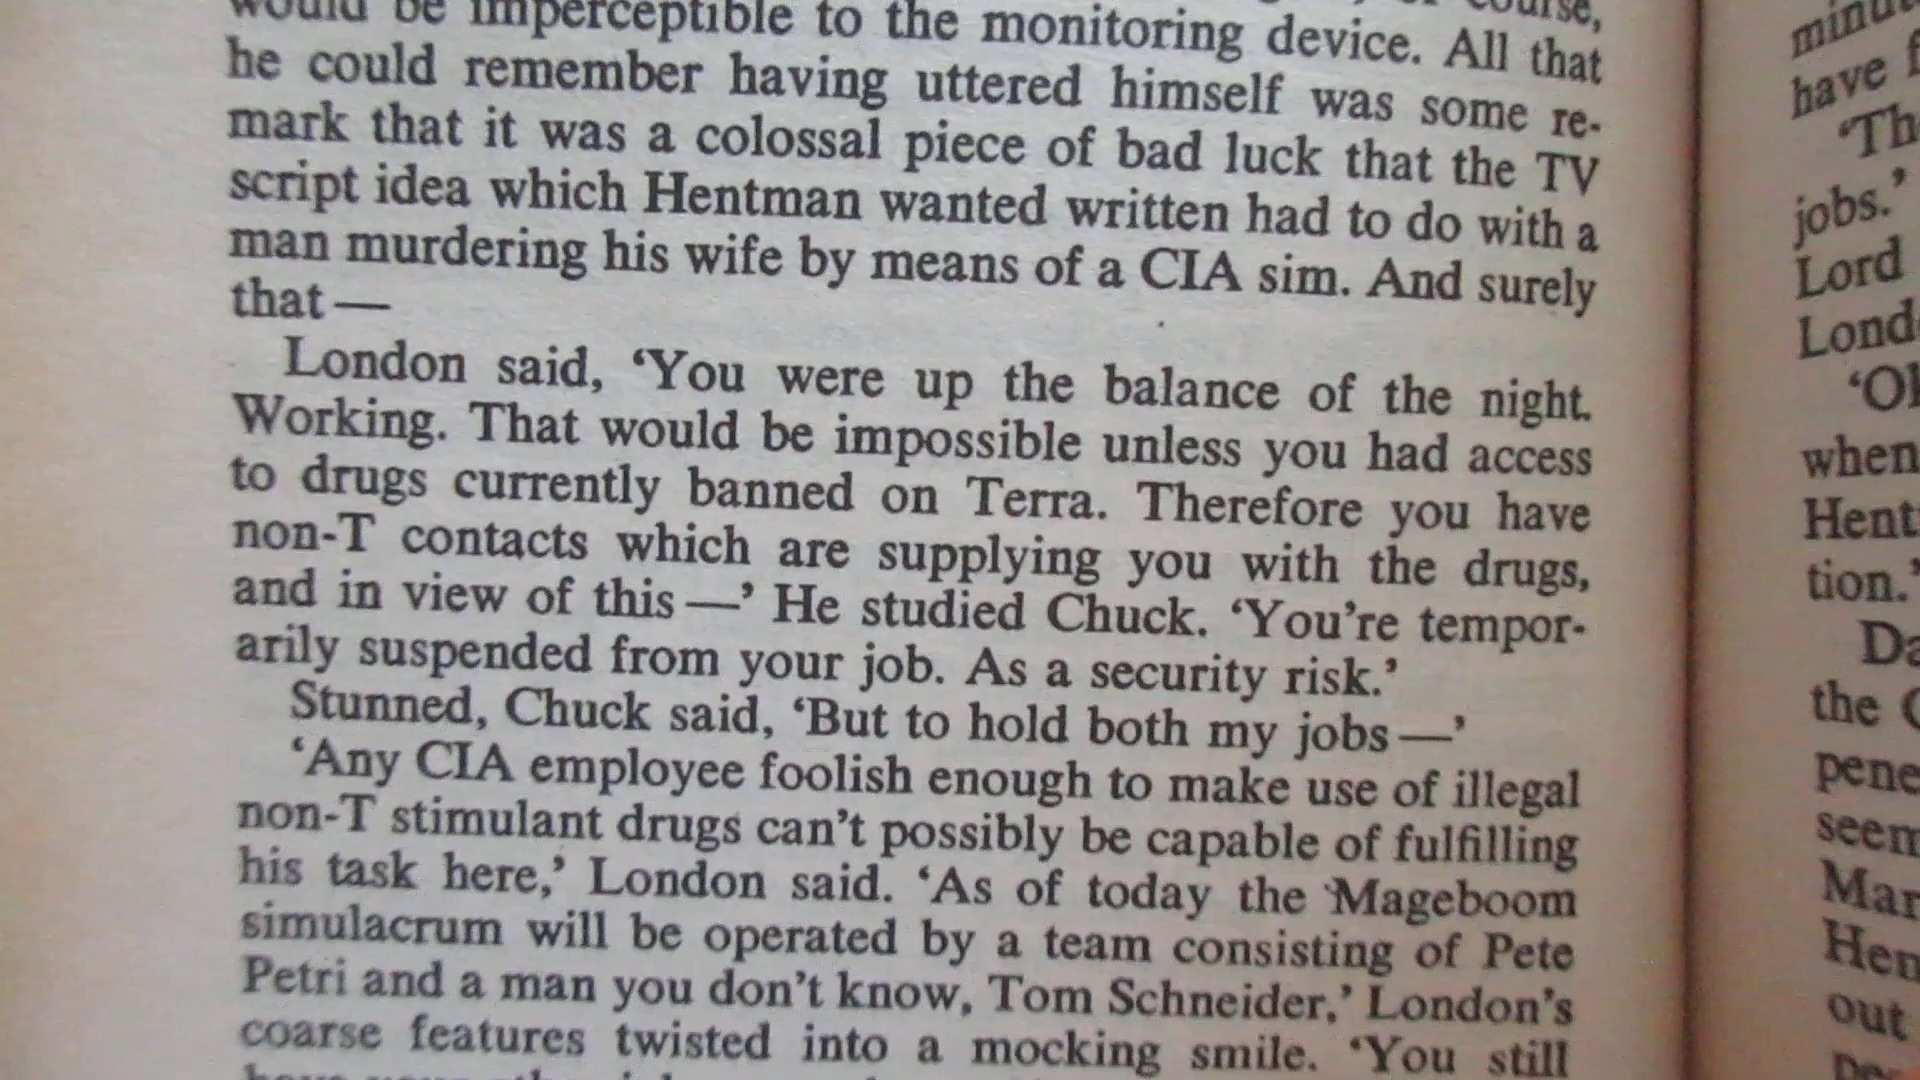 would be imperceptible to the monitoring device. All that
he could remember having uttered himself was some re-
mark that it was a colossal piece of bad luck that the TV
script idea which Hentman wanted written had to do with a
man murdering his wife by means of a CIA sim. And surely
that —
London said, ‘You were up the balance of the night.
Working. That would be impossible unless you had access
to drugs currently banned on Terra. Therefore you have
non-T contacts which are supplying you with the drugs,
and in view of this —’ He studied Chuck. ‘You’re tempor-
arily suspended from your job. As a security risk.’
Stunned, Chuck said, ‘But to hold both my jobs —’
‘Any CIA employee foolish enough to make use of illegal
non-T stimulant drugs can’t possibly be capable of fulfilling
his task here,’ London said. ‘As of today the Mageboom
simulacrum will be operated by a team consisting of Pete
Petri and a man you don’t know, Tom Schneider,’ London’s
coarse features twisted into a mocking smile. ‘You still
have
‘Th
jobs.’
Lord
Lond
‘Ol
when
Hent
tion.’
Da
the
pene
seem
Mar
Hen
out